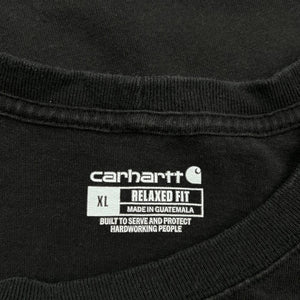 carhartt
XL RELAXED FIT
MADE IN GUATEMALA
BUILT TO SERVE AND PROTECT
HARDWORKING PEOPLE